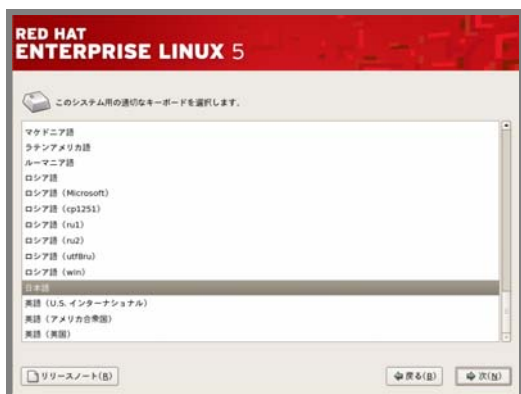 RED HAT
ENTERPRISE LINUX 5
このシステム用の適切なキーボードを選択します。
マケドニア語
ラテンアメリカ語
ルーマニア語
ロシア語
ロシア語 (Microsoft)
ロシア語 (cp1251)
ロシア語 (ru1)
ロシア語 (ru2)
ロシア語 (utf8ru)
ロシア語 (win)
日本語
英語 (U.S. インターナショナル)
英語 (アメリカ合衆国)
英語 (英国)
リリースノート(R)
戻る(B)
次(N)